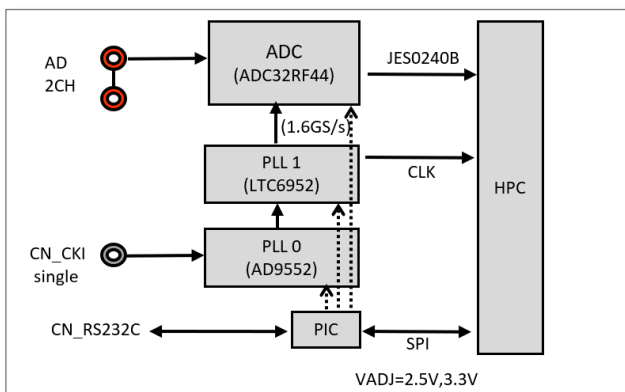 AD
2CH
ADC
(ADC32RF44)
JES0240B
(1.6GS/s)
PLL 1
(LTC6952)
CLK
HPC
CN_CKI
single
PLL 0
(AD9552)
CN_RS232C
PIC
SPI
VADJ=2.5V,3.3V